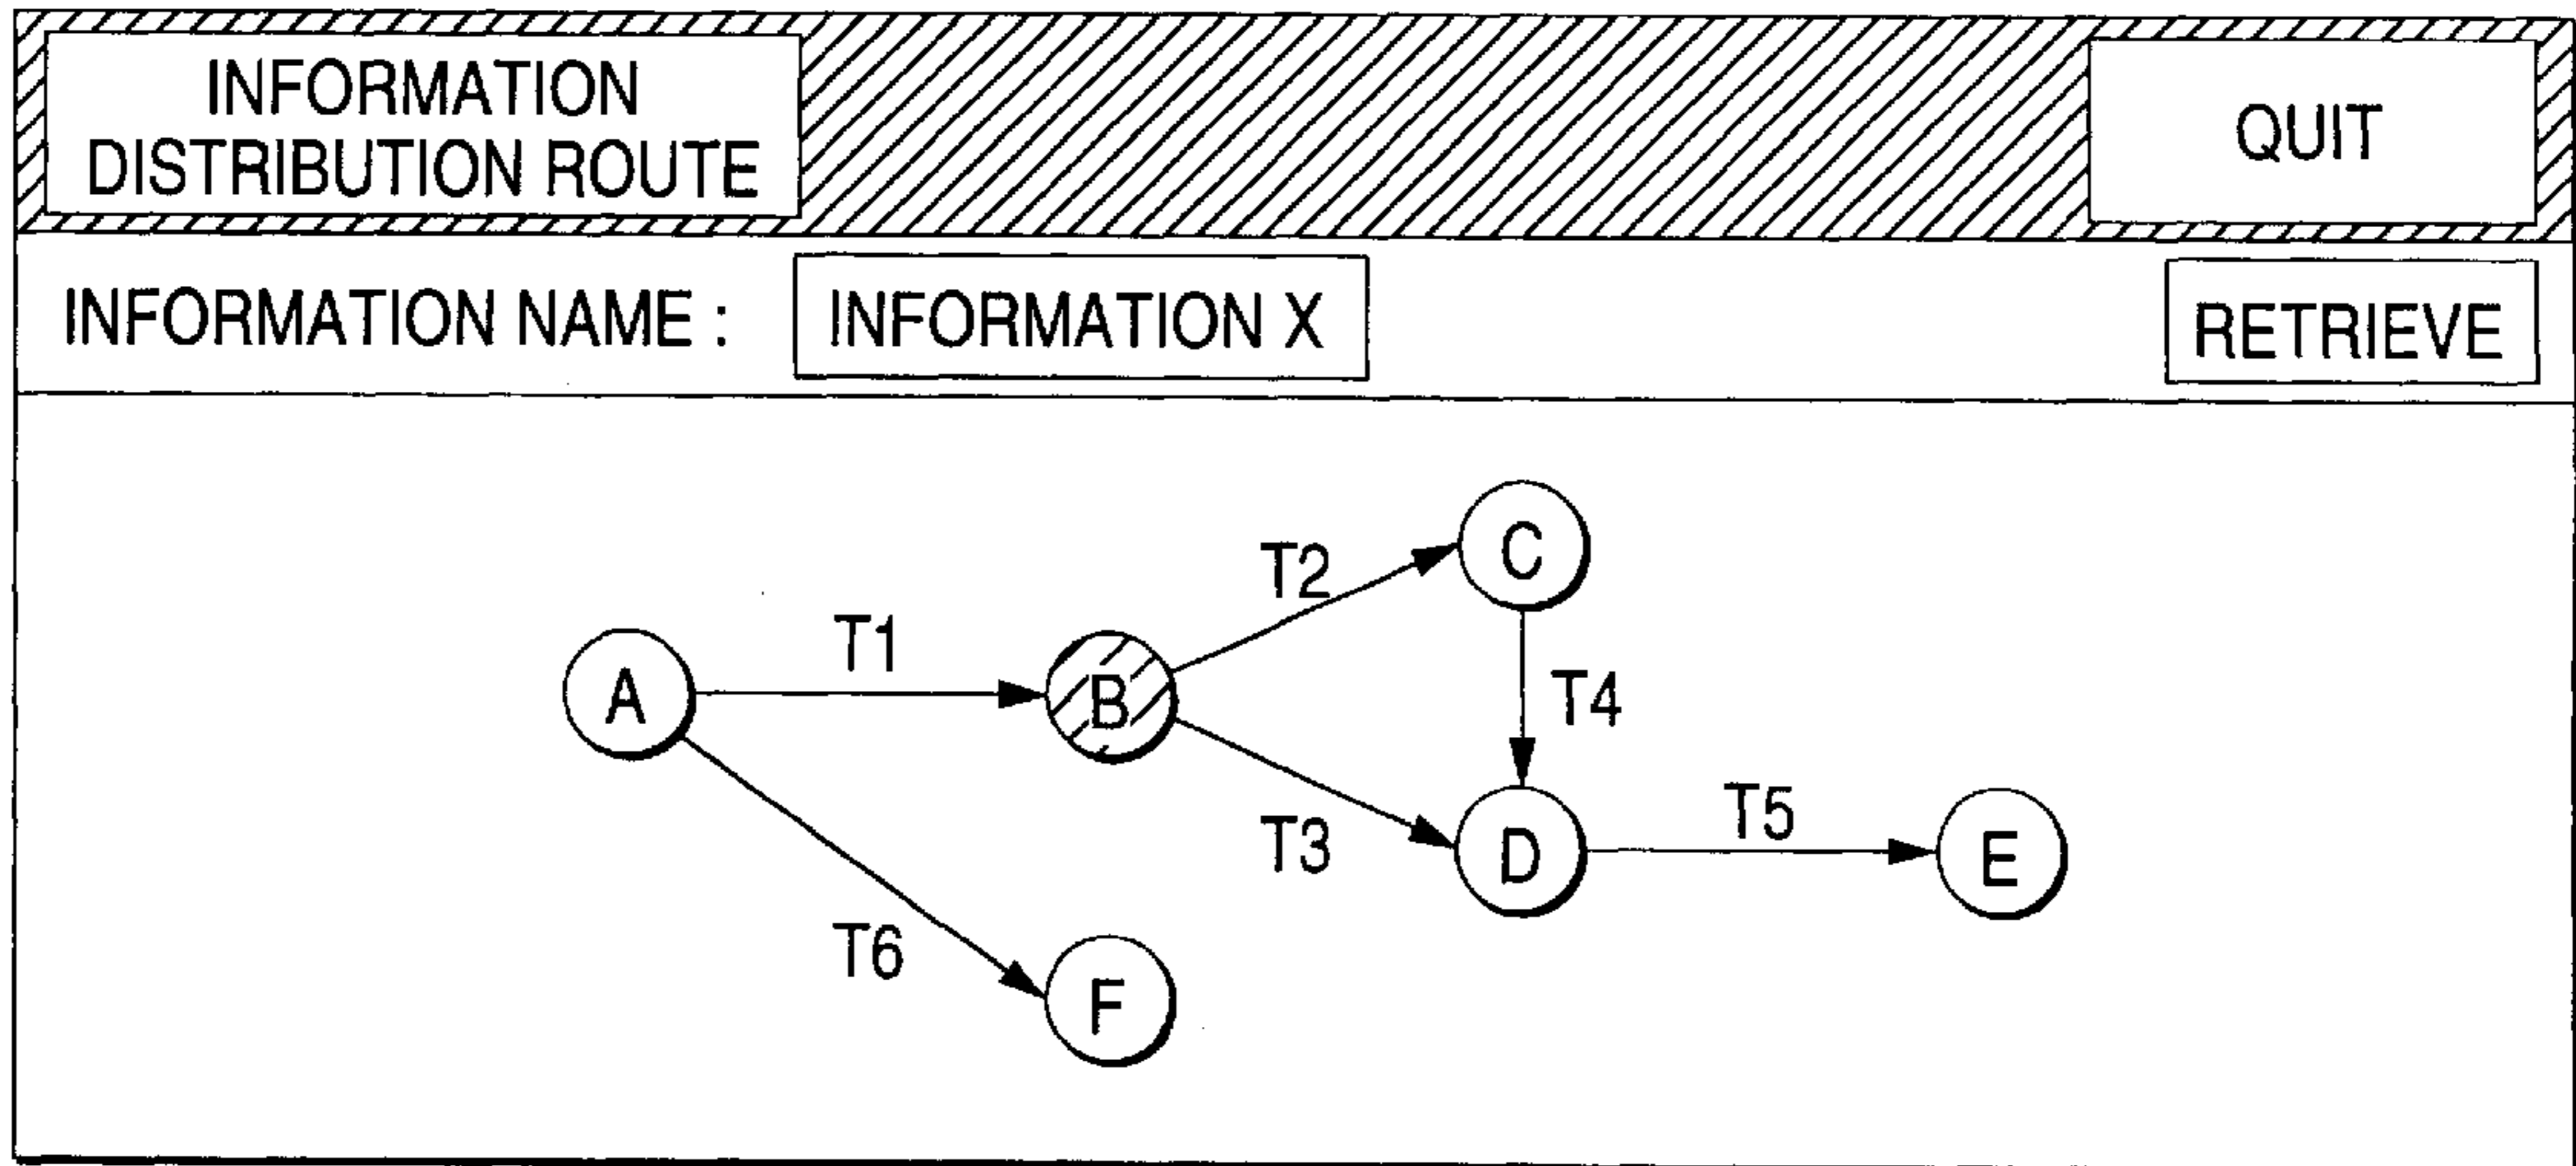 INFORMATION
DISTRIBUTION ROUTE
QUIT
INFORMATION NAME :
INFORMATION X
RETRIEVE
C
T2
T1
A
B
T4
T5
T3
D
E
T6
F